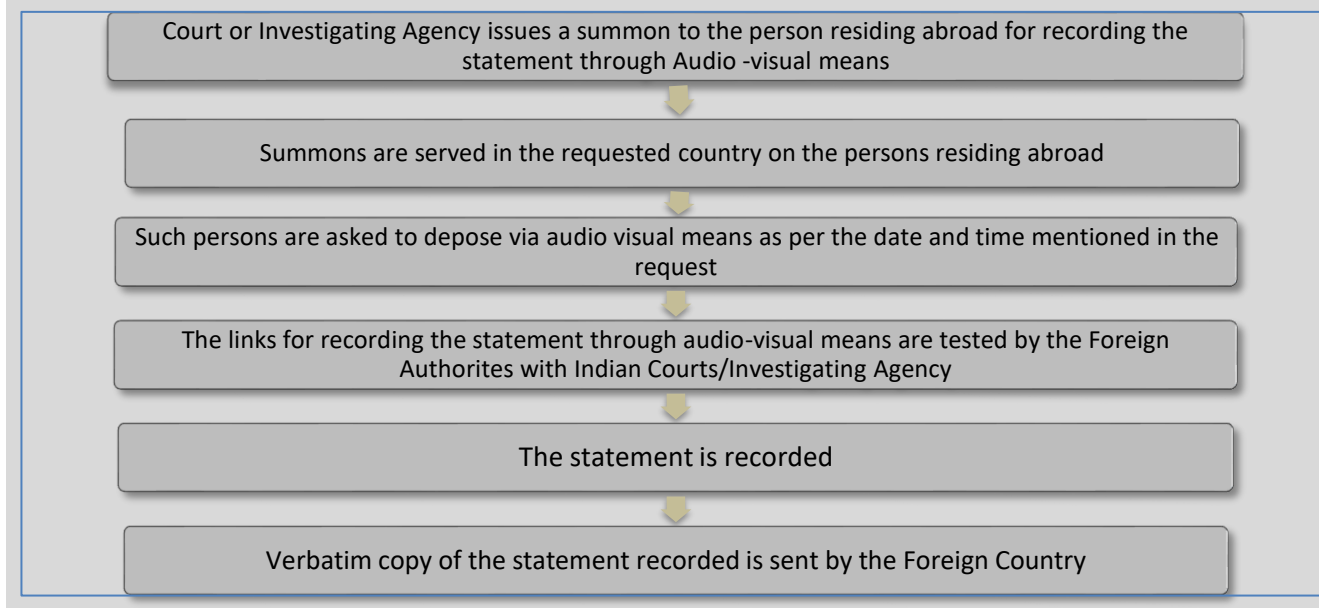 Court or Investigating Agency issues a summon to the person residing abroad for recording the
statement through Audio -visual means
Summons are served in the requested country on the persons residing abroad
Such persons are asked to depose via audio visual means as per the date and time mentioned in the
request
The links for recording the statement through audio-visual means are tested by the Foreign
Authorites with Indian Courts/Investigating Agency
The statement is recorded
Verbatim copy of the statement recorded is sent by the Foreign Country